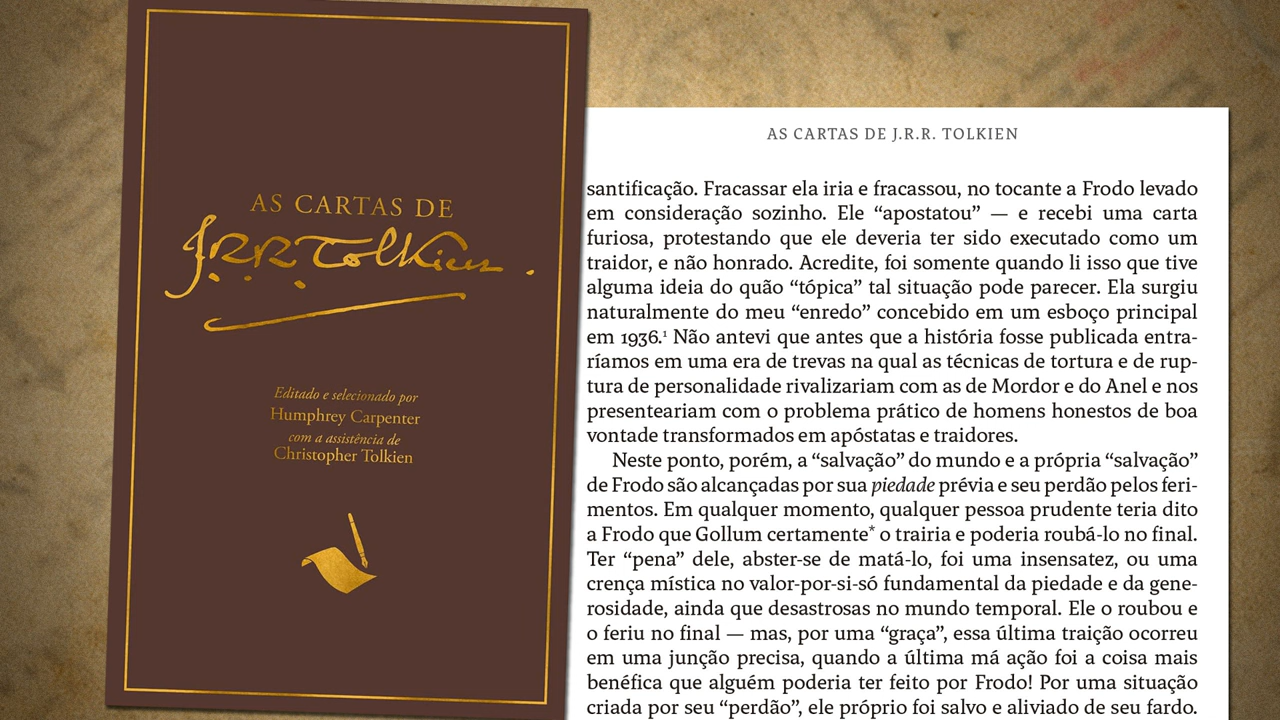 AS CARTAS DE
J.R.R. Tolkien.
Editado e selecionado por
Humphrey Carpenter
com a assistência de
Christopher Tolkien
AS CARTAS DE J.R.R. TOLKIEN
santificação. Fracassar ela iria e fracassou, no tocante a Frodo levado
em consideração sozinho. Ele “apostatou” — e recebi uma carta
furiosa, protestando que ele deveria ter sido executado como um
traidor, e não honrado. Acredite, foi somente quando li isso que tive
alguma ideia do quão “tópica” tal situação pode parecer. Ela surgiu
naturalmente do meu “enredo” concebido em um esboço principal
em 1936.¹ Não antevi que antes que a história fosse publicada entra-
ríamos em uma era de trevas na qual as técnicas de tortura e de rup-
tura de personalidade rivalizariam com as de Mordor e do Anel e nos
presenteariam com o problema prático de homens honestos de boa
vontade transformados em apóstatas e traidores.
Neste ponto, porém, a “salvação” do mundo e a própria “salvação”
de Frodo são alcançadas por sua piedade prévia e seu perdão pelos feri-
mentos. Em qualquer momento, qualquer pessoa prudente teria dito
a Frodo que Gollum certamente* o trairia e poderia roubá-lo no final.
Ter “pena” dele, abster-se de matá-lo, foi uma insensatez, ou uma
crença mística no valor-por-si-só fundamental da piedade e da gene-
rosidade, ainda que desastrosas no mundo temporal. Ele o roubou e
o feriu no final — mas, por uma “graça”, essa última traição ocorreu
em uma junção precisa, quando a última má ação foi a coisa mais
benéfica que alguém poderia ter feito por Frodo! Por uma situação
criada por seu “perdão”, ele próprio foi salvo e aliviado de seu fardo.